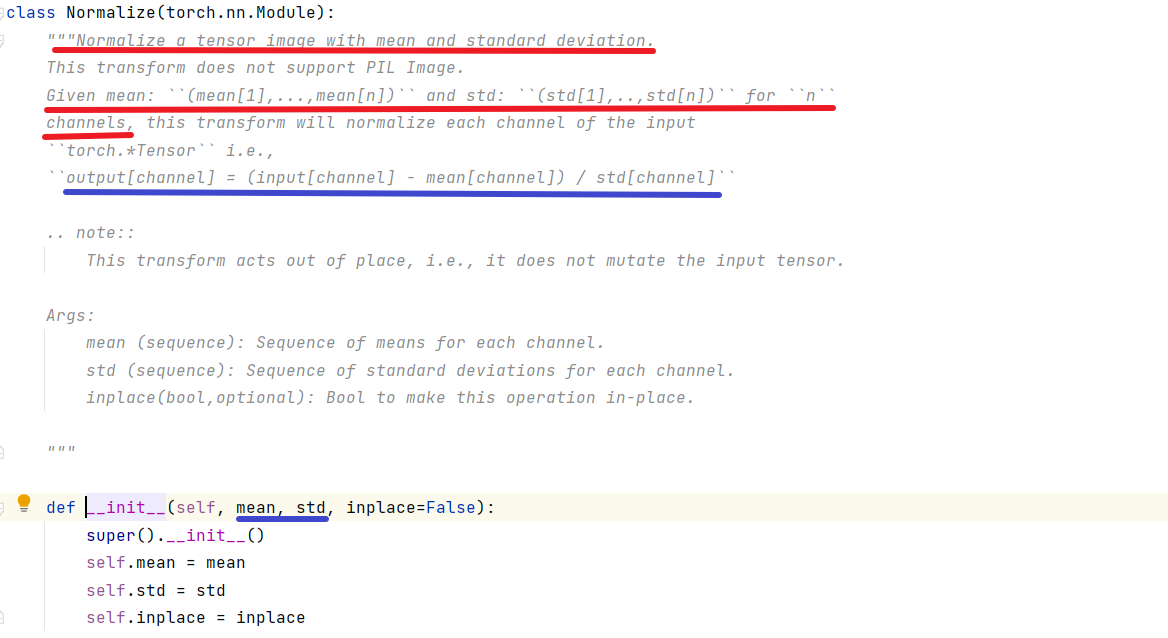 class Normalize(torch.nn.Module):
"""Normalize a tensor image with mean and standard deviation.
This transform does not support PIL Image.
Given mean: ``(mean[1],...,mean[n])`` and std: ``(std[1],..,std[n])`` for ``n``
channels, this transform will normalize each channel of the input
``torch.*Tensor`` i.e.,
``output[channel] = (input[channel] - mean[channel]) / std[channel]``
.. note::
This transform acts out of place, i.e., it does not mutate the input tensor.
Args:
mean (sequence): Sequence of means for each channel.
std (sequence): Sequence of standard deviations for each channel.
inplace(bool,optional): Bool to make this operation in-place.
"""
def __init__(self, mean, std, inplace=False):
super().__init__()
self.mean = mean
self.std = std
self.inplace = inplace